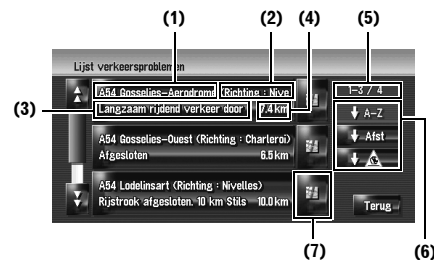 (1) (2) (4) (5)
Lijst verkeersproblemen
A54 Gosselies-Aerodrome (Richting : Nive
1-3 / 4
(3)
Langzaam rijdend verkeer door 7.4 km
A-Z
A54 Gosselies-Ouest (Richting : Charleroi)
Afst
Afgesloten 6.5 km
A54 Lodelinsart (Richting : Nivelles)
Rijstrook afgesloten. 10 km Stils 10.0 km
Terug
(7) (6)